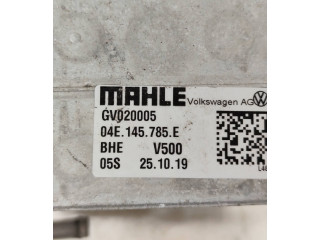 MAHLE Volkswagen AG
GV020005
04E.145.785.E
BHE V500
05S 25.10.19